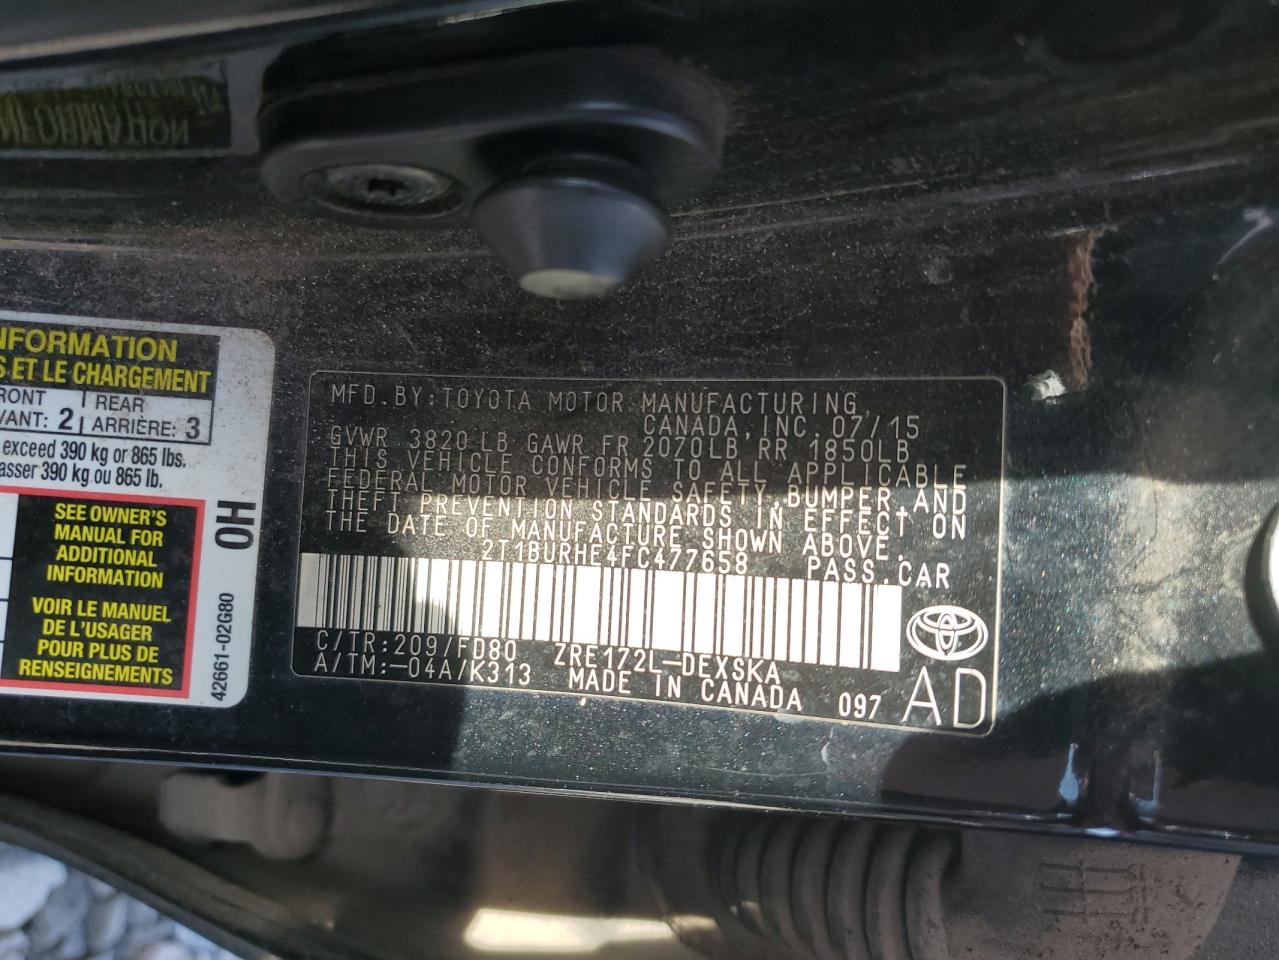 NFORMATION
S ET LE CHARGEMENT
RONT | REAR
VANT: 2 | ARRIÈRE: 3
exceed 390 kg or 865 lbs.
asser 390 kg ou 865 lb.
SEE OWNER'S
MANUAL FOR
ADDITIONAL
INFORMATION
VOIR LE MANUEL
DE L'USAGER
POUR PLUS DE
RENSEIGNEMENTS
OH
42661-02G80
MFD. BY: TOYOTA MOTOR MANUFACTURING
CANADA, INC. 07/15
GVWR 3820 LB GAWR FR 2070LB RR 1850LB
THIS VEHICLE CONFORMS TO ALL APPLICABLE
FEDERAL MOTOR VEHICLE SAFETY, BUMPER, AND
THEFT PREVENTION STANDARDS IN EFFECT ON
THE DATE OF MANUFACTURE SHOWN ABOVE.
2T1BURHE4FC477658 PASS. CAR
C/TR: 209/FD80 ZRE172L-DEXSKA
A/TM: -04A/K313 MADE IN CANADA 097 AD